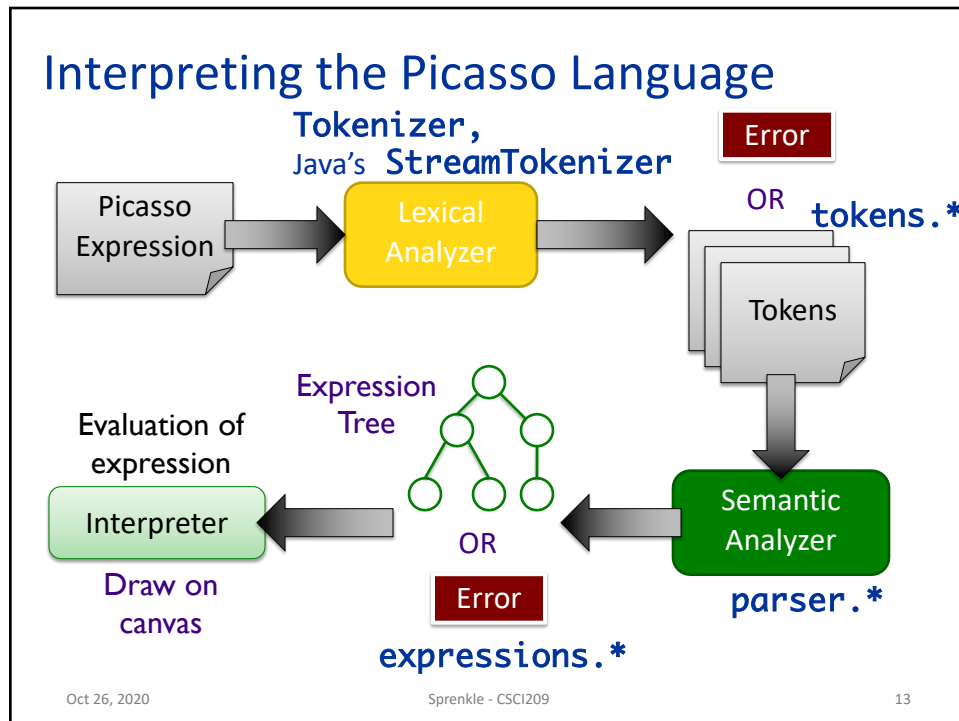 Interpreting the Picasso Language
Tokenizer,
Java's StreamTokenizer
Error
OR
tokens.*
Picasso
Expression
Lexical
Analyzer
Tokens
Expression
Tree
Evaluation of
expression
Interpreter
Draw on
canvas
OR
Error
expressions.*
Semantic
Analyzer
parser.*
Oct 26, 2020
Sprenkle - CSCI209
13